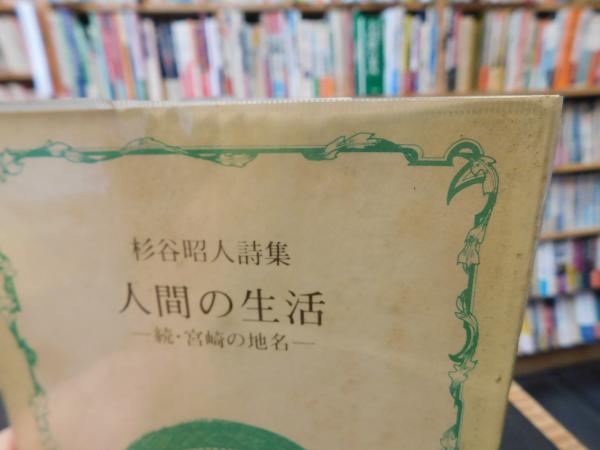 杉谷昭人詩集
人間の生活
―続・宮崎の地名―